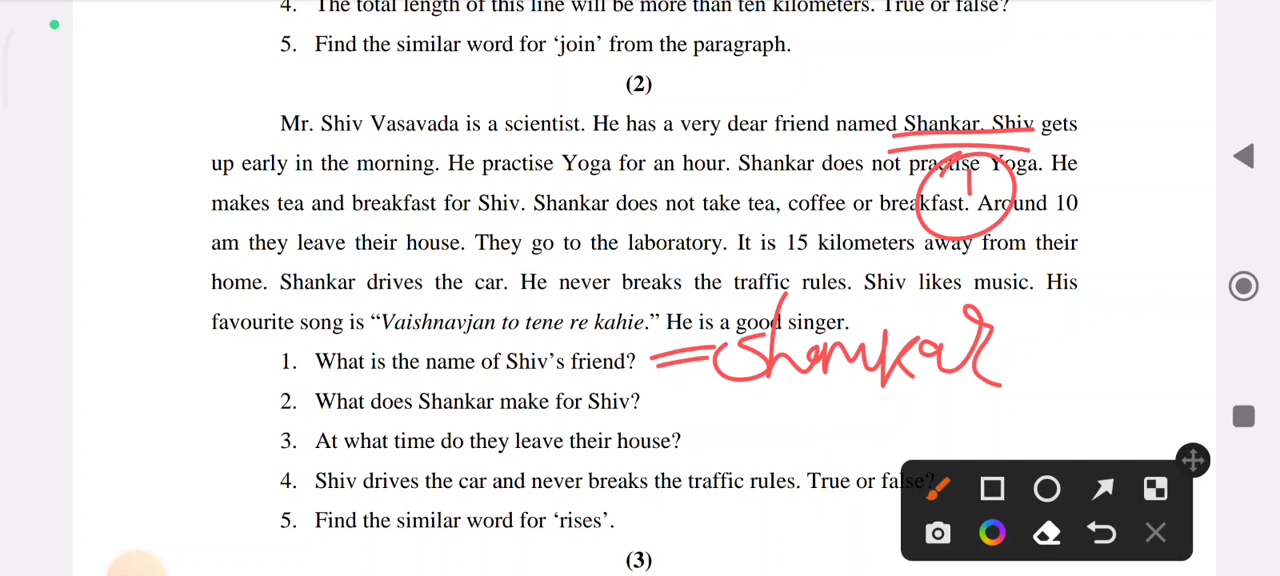 4. The total length of this line will be more than ten kilometers. True or false?
5. Find the similar word for ‘join’ from the paragraph.
(2)
Mr. Shiv Vasavada is a scientist. He has a very dear friend named Shankar. Shiv gets
up early in the morning. He practise Yoga for an hour. Shankar does not practise Yoga. He
makes tea and breakfast for Shiv. Shankar does not take tea, coffee or breakfast. Around 10
am they leave their house. They go to the laboratory. It is 15 kilometers away from their
home. Shankar drives the car. He never breaks the traffic rules. Shiv likes music. His
favourite song is “Vaishnavjan to tene re kahie.” He is a good singer.
1. What is the name of Shiv’s friend? = Shankar
2. What does Shankar make for Shiv?
3. At what time do they leave their house?
4. Shiv drives the car and never breaks the traffic rules. True or false?
5. Find the similar word for ‘rises’.
(3)